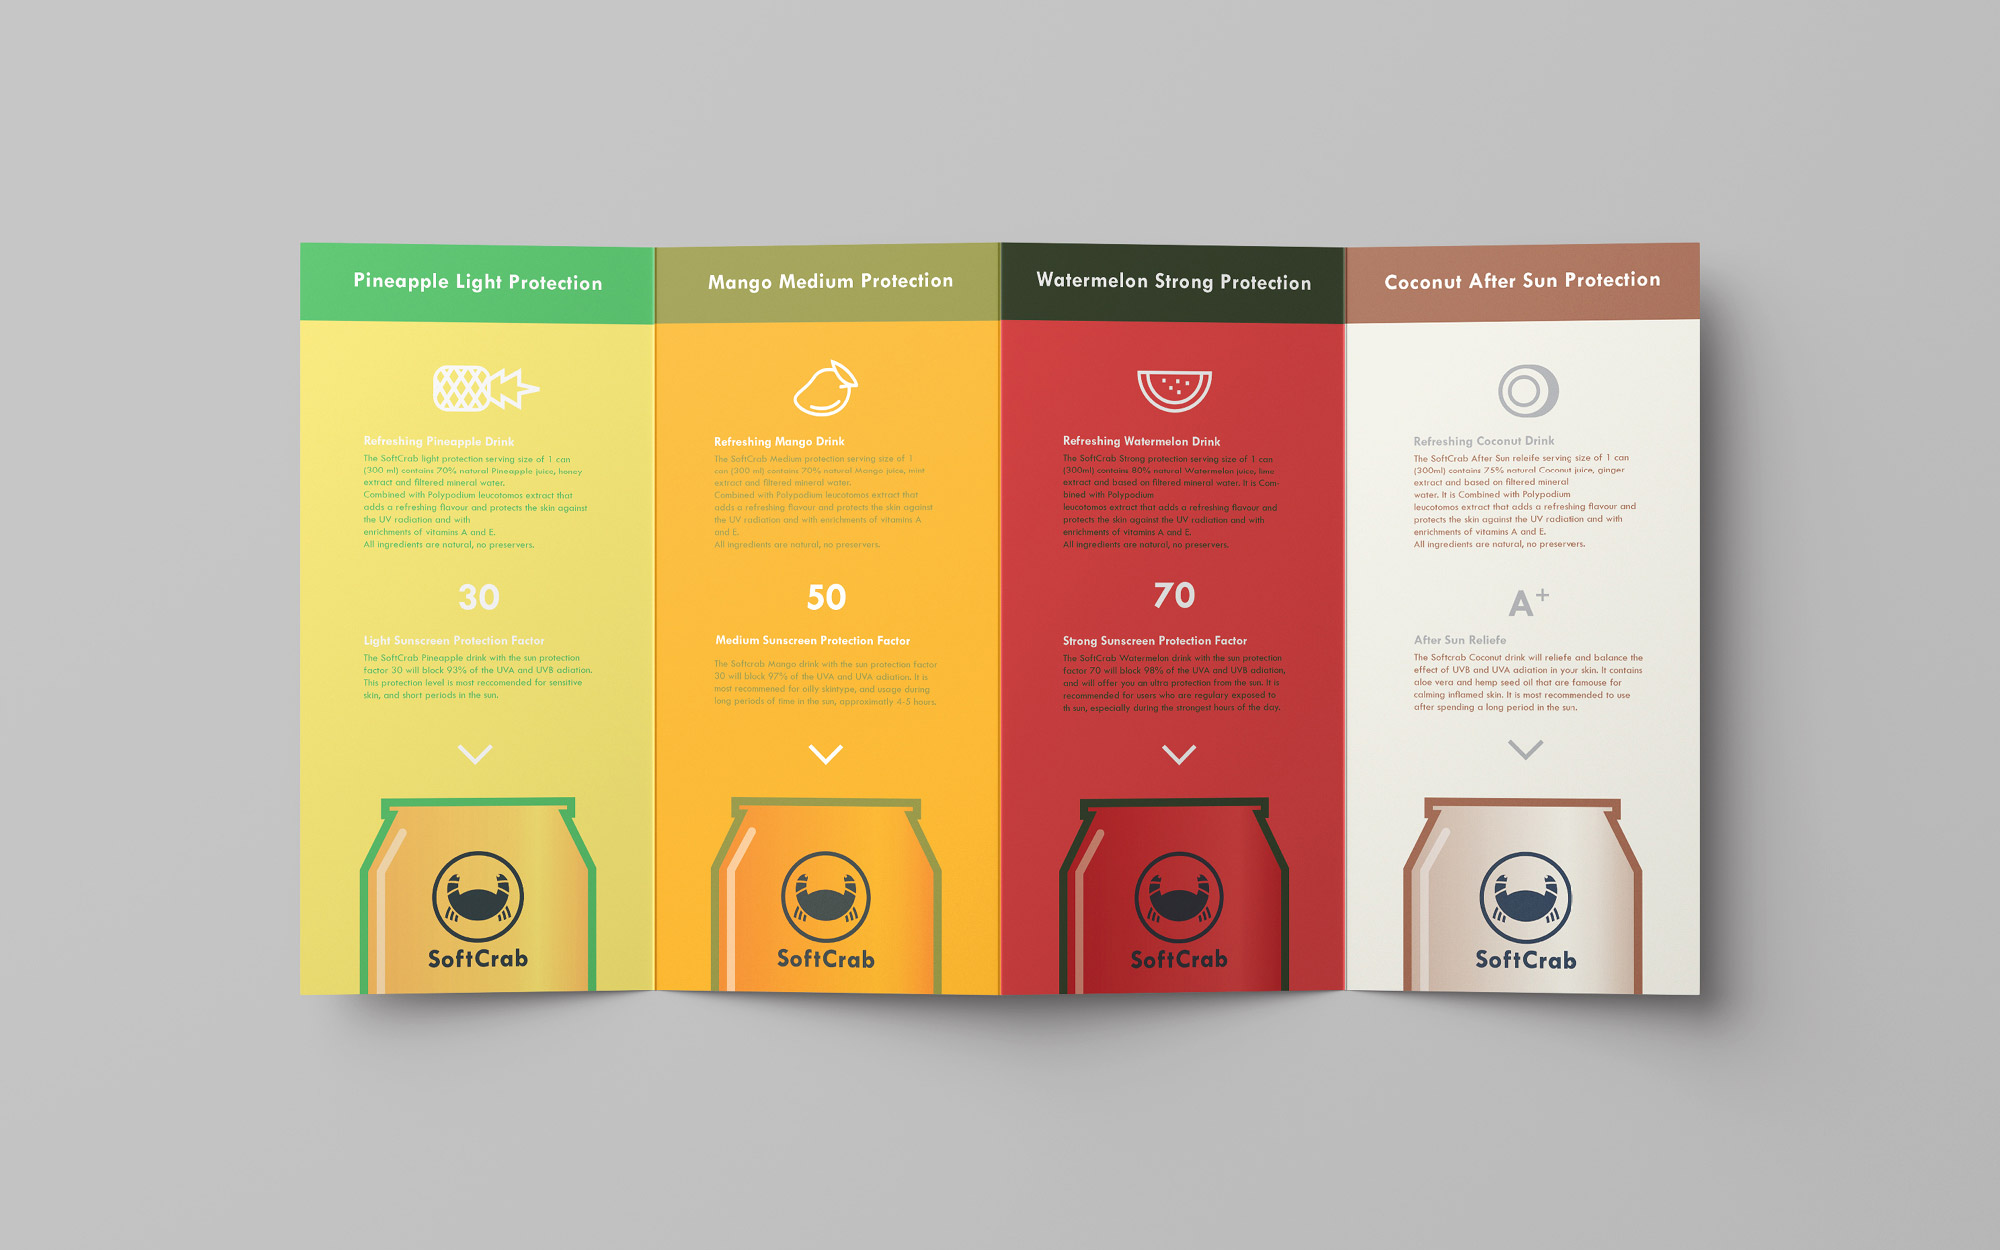 Pineapple Light Protection
Refreshing Pineapple Drink
The SoftCrab light protection serving size of 1 can
(300 ml) contains 70% natural Pineapple juice, honey
extract and filtered mineral water.
Combined with Polypodium leucotomos extract that
adds a refreshing flavour and protects the skin against
the UV radiation and with
enrichments of vitamins A and E.
All ingredients are natural, no preservers.
30
Light Sunscreen Protection Factor
The SoftCrab Pineapple drink with the sun protection
factor 30 will block 93% of the UVA and UVB adiation.
This protection level is most reccomended for sensitive
skin, and short periods in the sun.
SoftCrab
Mango Medium Protection
Refreshing Mango Drink
The SoftCrab Medium protection serving size of 1
can (300 ml) contains 70% natural Mango juice, mint
extract and filtered mineral water.
Combined with Polypodium leucotomos extract that
adds a refreshing flavour and protects the skin against
the UV radiation and with enrichments of vitamins A
and E.
All ingredients are natural, no preservers.
50
Medium Sunscreen Protection Factor
The Softcrab Mango drink with the sun protection factor
30 will block 97% of the UVA and UVA adiation. It is
most recommened for oilly skintype, and usage during
long periods of time in the sun, approximatly 4-5 hours.
SoftCrab
Watermelon Strong Protection
Refreshing Watermelon Drink
The SoftCrab Strong protection serving size of 1 can
(300ml) contains 80% natural Watermelon juice, lime
extract and based on filtered mineral water. It is Com-
bined with Polypodium
leucotomos extract that adds a refreshing flavour and
protects the skin against the UV radiation and with
enrichments of vitamins A and E.
All ingredients are natural, no preservers.
70
Strong Sunscreen Protection Factor
The SoftCrab Watermelon drink with the sun protection
factor 70 will block 98% of the UVA and UVB adiation,
and will offer you an ultra protection from the sun. It is
recommended for users who are regulary exposed to
th sun, especially during the strongest hours of the day.
SoftCrab
Coconut After Sun Protection
Refreshing Coconut Drink
The SoftCrab After Sun releife serving size of 1 can
(300ml) contains 75% natural Coconut juice, ginger
extract and based on filtered mineral
water. It is Combined with Polypodium
leucotomos extract that adds a refreshing flavour and
protects the skin against the UV radiation and with
enrichments of vitamins A and E.
All ingredients are natural, no preservers.
A+
After Sun Reliefe
The Softcrab Coconut drink will reliefe and balance the
effect of UVB and UVA adiation in your skin. It contains
aloe vera and hemp seed oil that are famouse for
calming inflamed skin. It is most recommended to use
after spending a long period in the sun.
SoftCrab